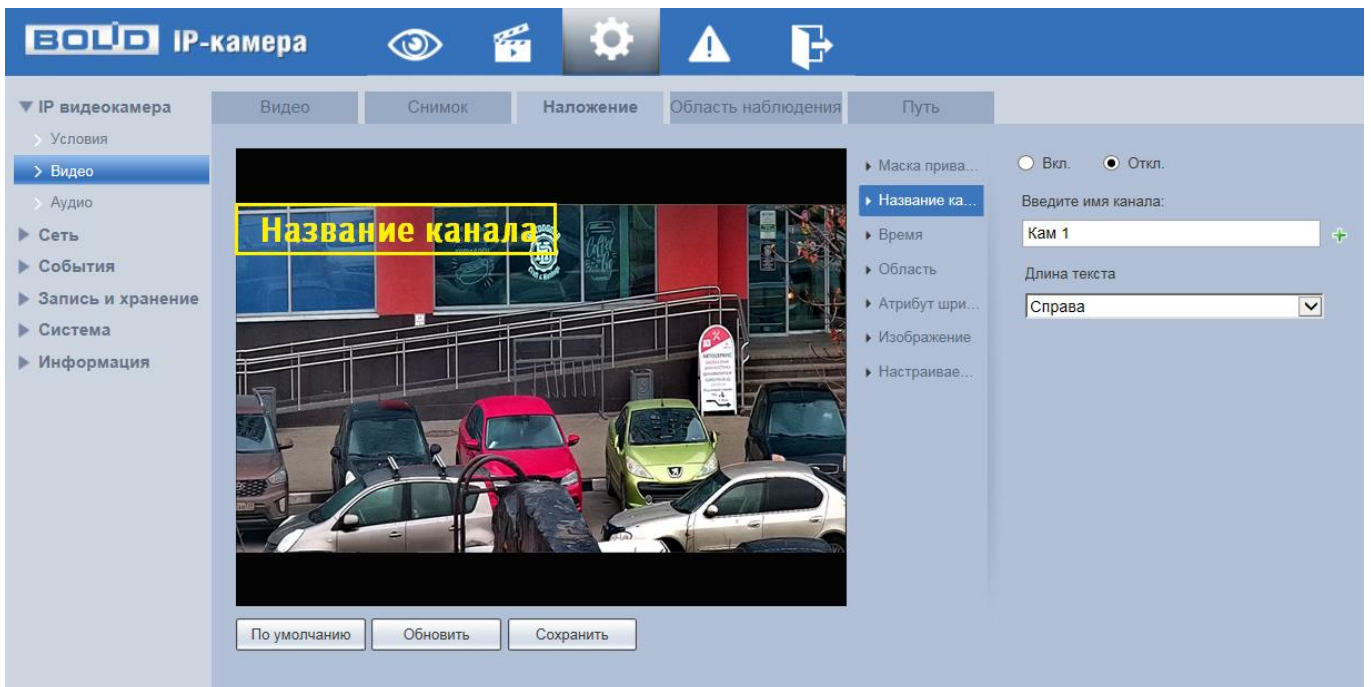 BOLID IP-камера
IP видеокамера
Условия
Видео
Аудио
Сеть
События
Запись и хранение
Система
Информация
Видео
Снимок
Наложение
Область наблюдения
Путь
Название канала
АВТОСЕРВИС
По умолчанию
Обновить
Сохранить
Маска прива...
Название ка...
Время
Область
Атрибут шри...
Изображение
Настраивае...
Вкл.
Откл.
Введите имя канала:
Кам 1
Длина текста
Справа